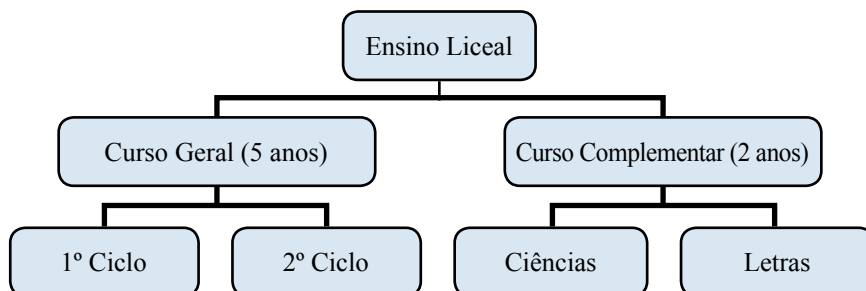 Ensino Liceal
Curso Geral (5 anos)
Curso Complementar (2 anos)
1º Ciclo
2º Ciclo
Ciências
Letras